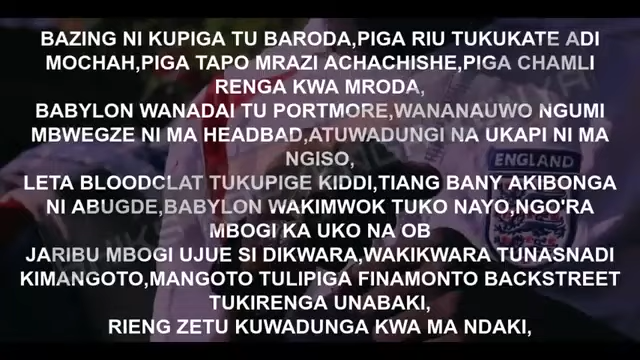 BAZING NI KUPIGA TU BARODA,PIGA RIU TUKUKATE ADI
MOCHAH,PIGA TAPO MRAZI ACHACHISHE,PIGA CHAMLI
RENGA KWA MRODA,
BABYLON WANADAI TU PORTMORE,WANANAUWO NGUMI
MBWEGZE NI MA HEADBAD,ATUWADUNGI NA UKAPI NI MA
NGISO,
ENGLAND
LETA BLOODCLAT TUKUPIGE KIDDI,TIANG BANY AKIBONGA
NI ABUGDE,BABYLON WAKIMWOK TUKO NAYO,NGO'RA
MBOGI KA UKO NA OB
JARIBU MBOGI UJUE SI DIKWARA,WAKIKWARA TUNASNADI
KIMANGOTO,MANGOTO TULIPIGA FINAMONTO BACKSTREET
TUKIRENGA UNABAKI,
RIENG ZETU KUWADUNGA KWA MA NDAKI,